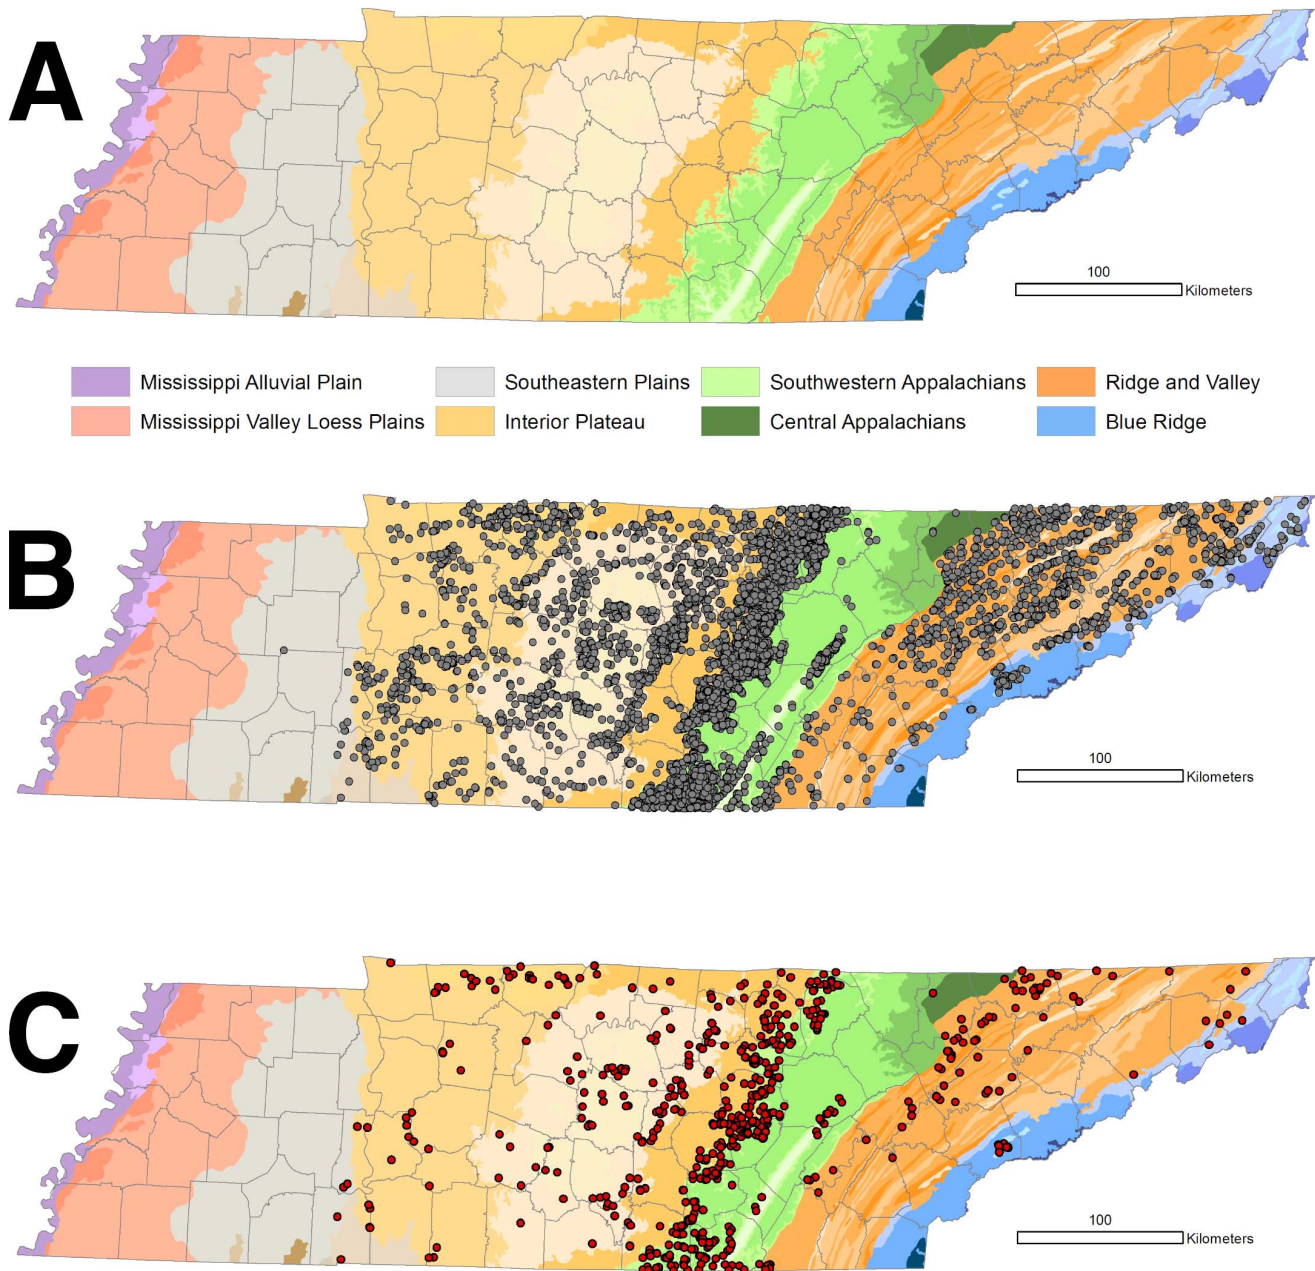 A
100
Kilometers
Mississippi Alluvial Plain
Southeastern Plains
Southwestern Appalachians
Ridge and Valley
Mississippi Valley Loess Plains
Interior Plateau
Central Appalachians
Blue Ridge
B
100
Kilometers
C
100
Kilometers